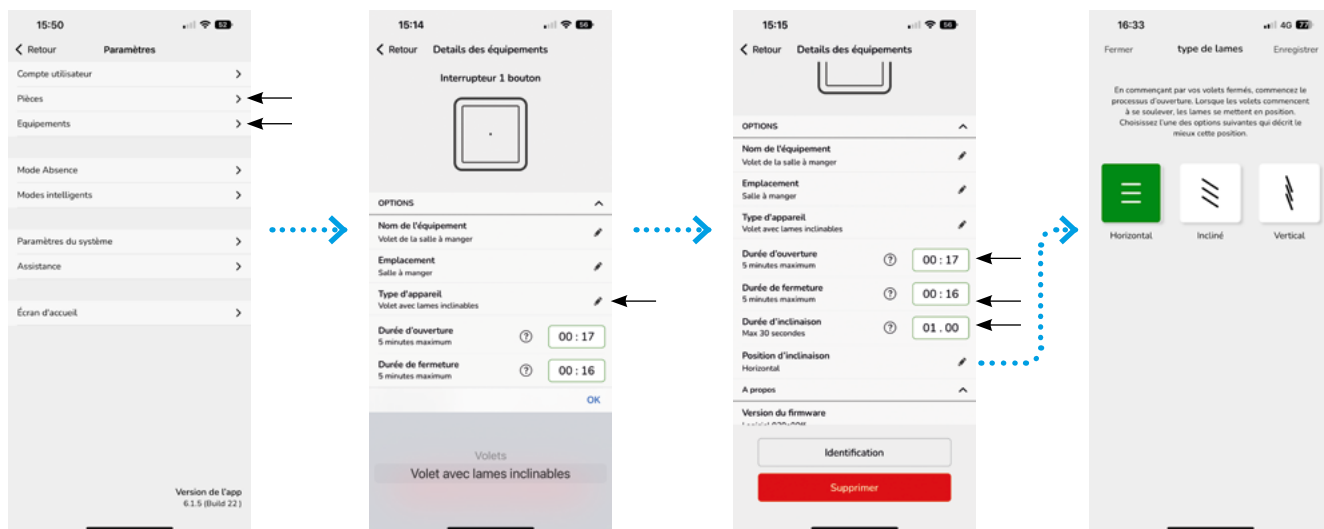 15:50
52
Retour Paramètres
Compte utilisateur
Pièces
Equipements
Mode Absence
Modes intelligents
Paramètres du système
Assistance
Écran d'accueil
Version de l'app
6.1.5 (Build 22 )
15:14
56
Retour Details des équipements
Interrupteur 1 bouton
OPTIONS
Nom de l'équipement
Volet de la salle à manger
Emplacement
Salle à manger
Type d'appareil
Volet avec lames inclinables
Durée d'ouverture
5 minutes maximum
? 00 : 17
Durée de fermeture
5 minutes maximum
? 00 : 16
OK
Volets
Volet avec lames inclinables
15:15
56
Retour Details des équipements
OPTIONS
Nom de l'équipement
Volet de la salle à manger
Emplacement
Salle à manger
Type d'appareil
Volet avec lames inclinables
Durée d'ouverture
5 minutes maximum
? 00 : 17
Durée de fermeture
5 minutes maximum
? 00 : 16
Durée d'inclinaison
Max 30 secondes
? 01 . 00
Position d'inclinaison
Horizontal
A propos
Version du firmware
Identification
Supprimer
16:33
4G 77
Fermer type de lames Enregistrer
En commençant par vos volets fermés, commencez le
processus d'ouverture. Lorsque les volets commencent
à se soulever, les lames se mettent en position.
Choisissez l'une des options suivantes qui décrit le
mieux cette position.
Horizontal Incliné Vertical